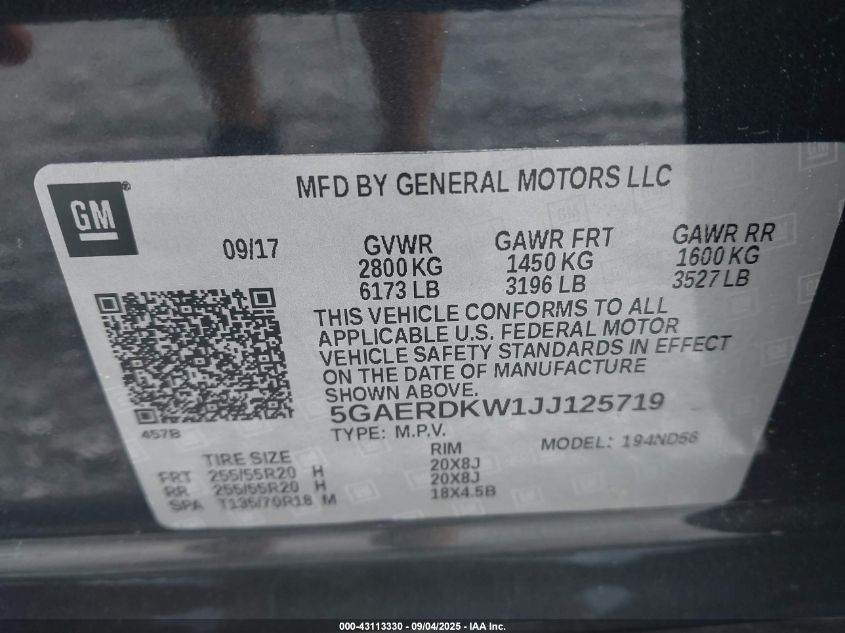 MFD BY GENERAL MOTORS LLC
GM®
09/17
GVWR
2800 KG
6173 LB
GAWR FRT
1450 KG
3196 LB
GAWR RR
1600 KG
3527 LB
THIS VEHICLE CONFORMS TO ALL
APPLICABLE U.S. FEDERAL MOTOR
VEHICLE SAFETY STANDARDS IN EFFECT
ON THE DATE OF MANUFACTURE
SHOWN ABOVE.
5GAERDKW1JJ125719
457B
TYPE: M.P.V.
MODEL: 194ND56
TIRE SIZE RIM
FRT 255/55R20 H 20X8J
RR 255/55R20 H 20X8J
SPA T135/70R18 M 18X4.5B
000-43113330 - 09/04/2025 - IAA Inc.